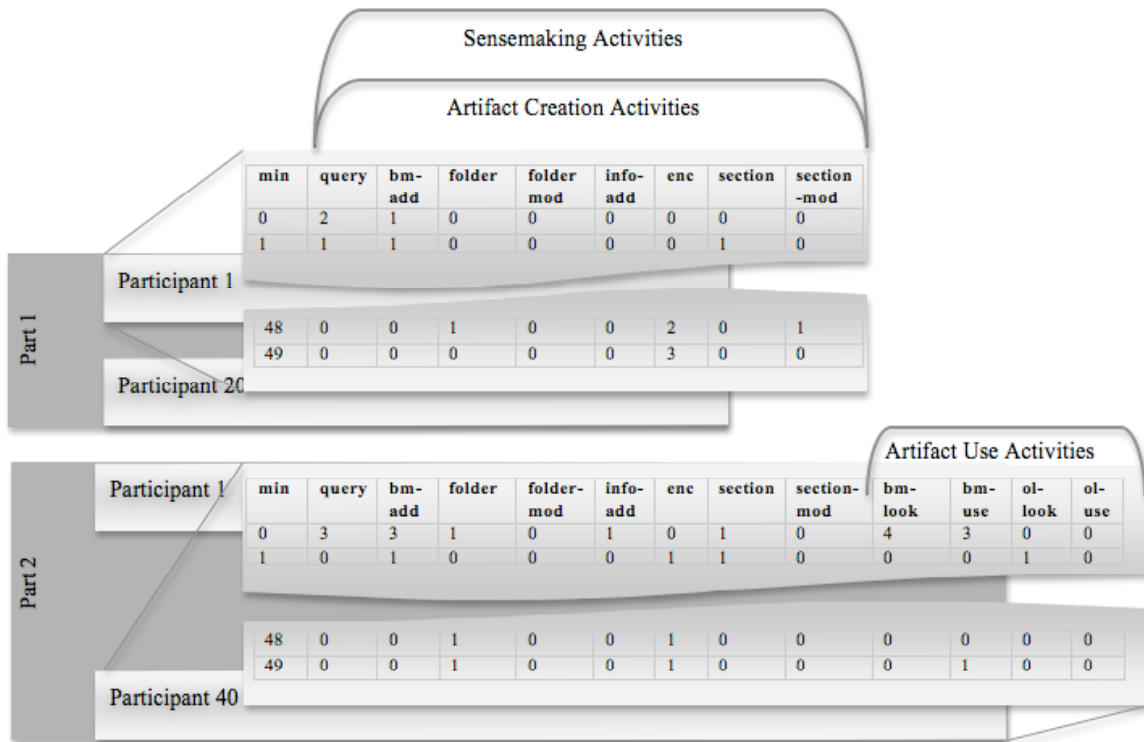 Sensemaking Activities
Artifact Creation Activities
min query bm-add folder folder mod info-add enc section section-mod
0 2 1 0 0 0 0 0 0
1 1 1 0 0 0 0 1 0
Part 1
Participant 1
48 0 0 1 0 0 2 0 1
49 0 0 0 0 0 3 0 0
Participant 20
Artifact Use Activities
Part 2
Participant 1
min query bm-add folder folder-mod info-add enc section section-mod bm-look bm-use ol-look ol-use
0 3 3 1 0 1 0 1 0 4 3 0 0
1 0 1 0 0 0 1 1 0 0 0 1 0
48 0 0 1 0 0 1 0 0 0 0 0 0
49 0 0 1 0 0 1 0 0 0 1 0 0
Participant 40